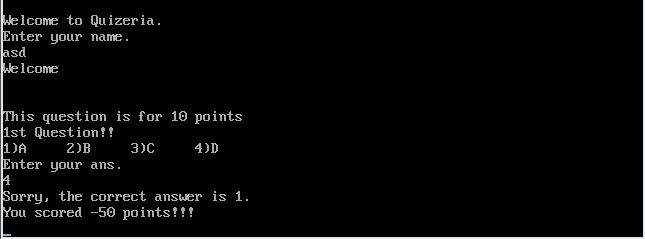 Welcome to Quizeria.
Enter your name.
asd
Welcome
This question is for 10 points
1st Question!!
1)A 2)B 3)C 4)D
Enter your ans.
4
Sorry, the correct answer is 1.
You scored -50 points!!!